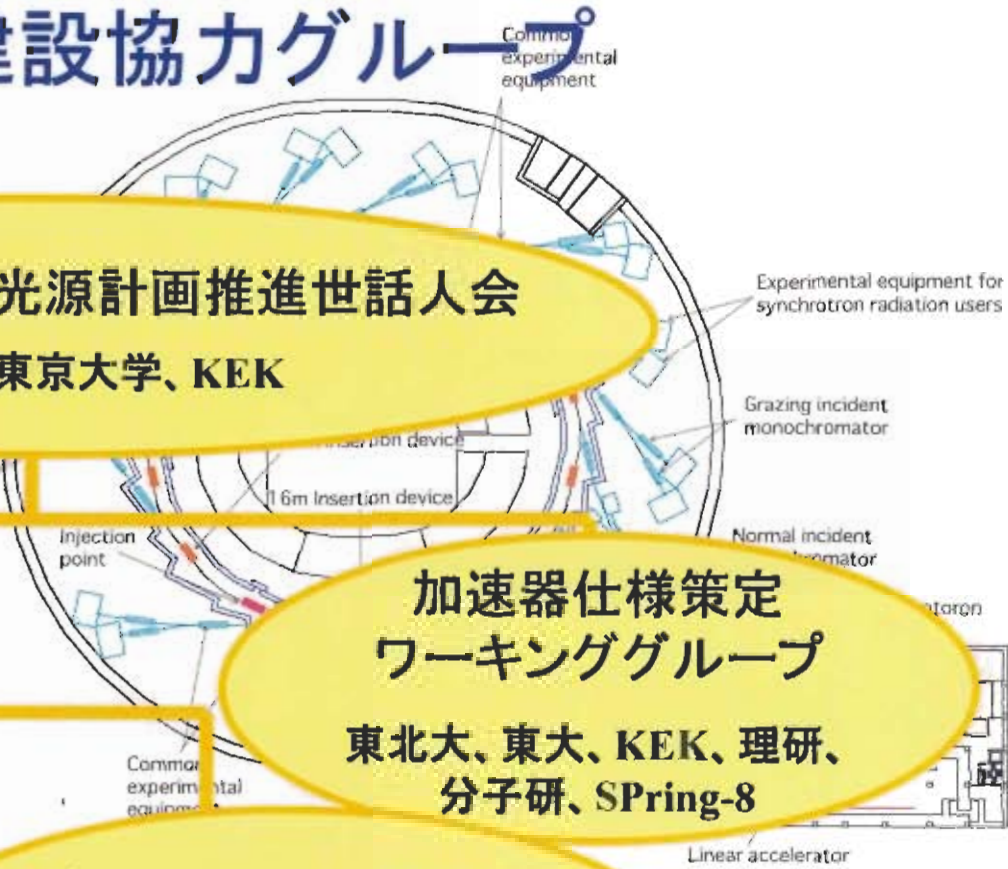 建設協力グループ
Common
experimental
equipment
光源計画推進世話人会
東京大学、KEK
Experimental equipment for
synchrotron radiation users
Grazing incident
monochromator
device
16m Insertion device
Injection
point
Normal incident
加速器仕様策定
ワーキンググループ
東北大、東大、KEK、理研、
分子研、SPring-8
Common
experimental
equipment
Linear accelerator